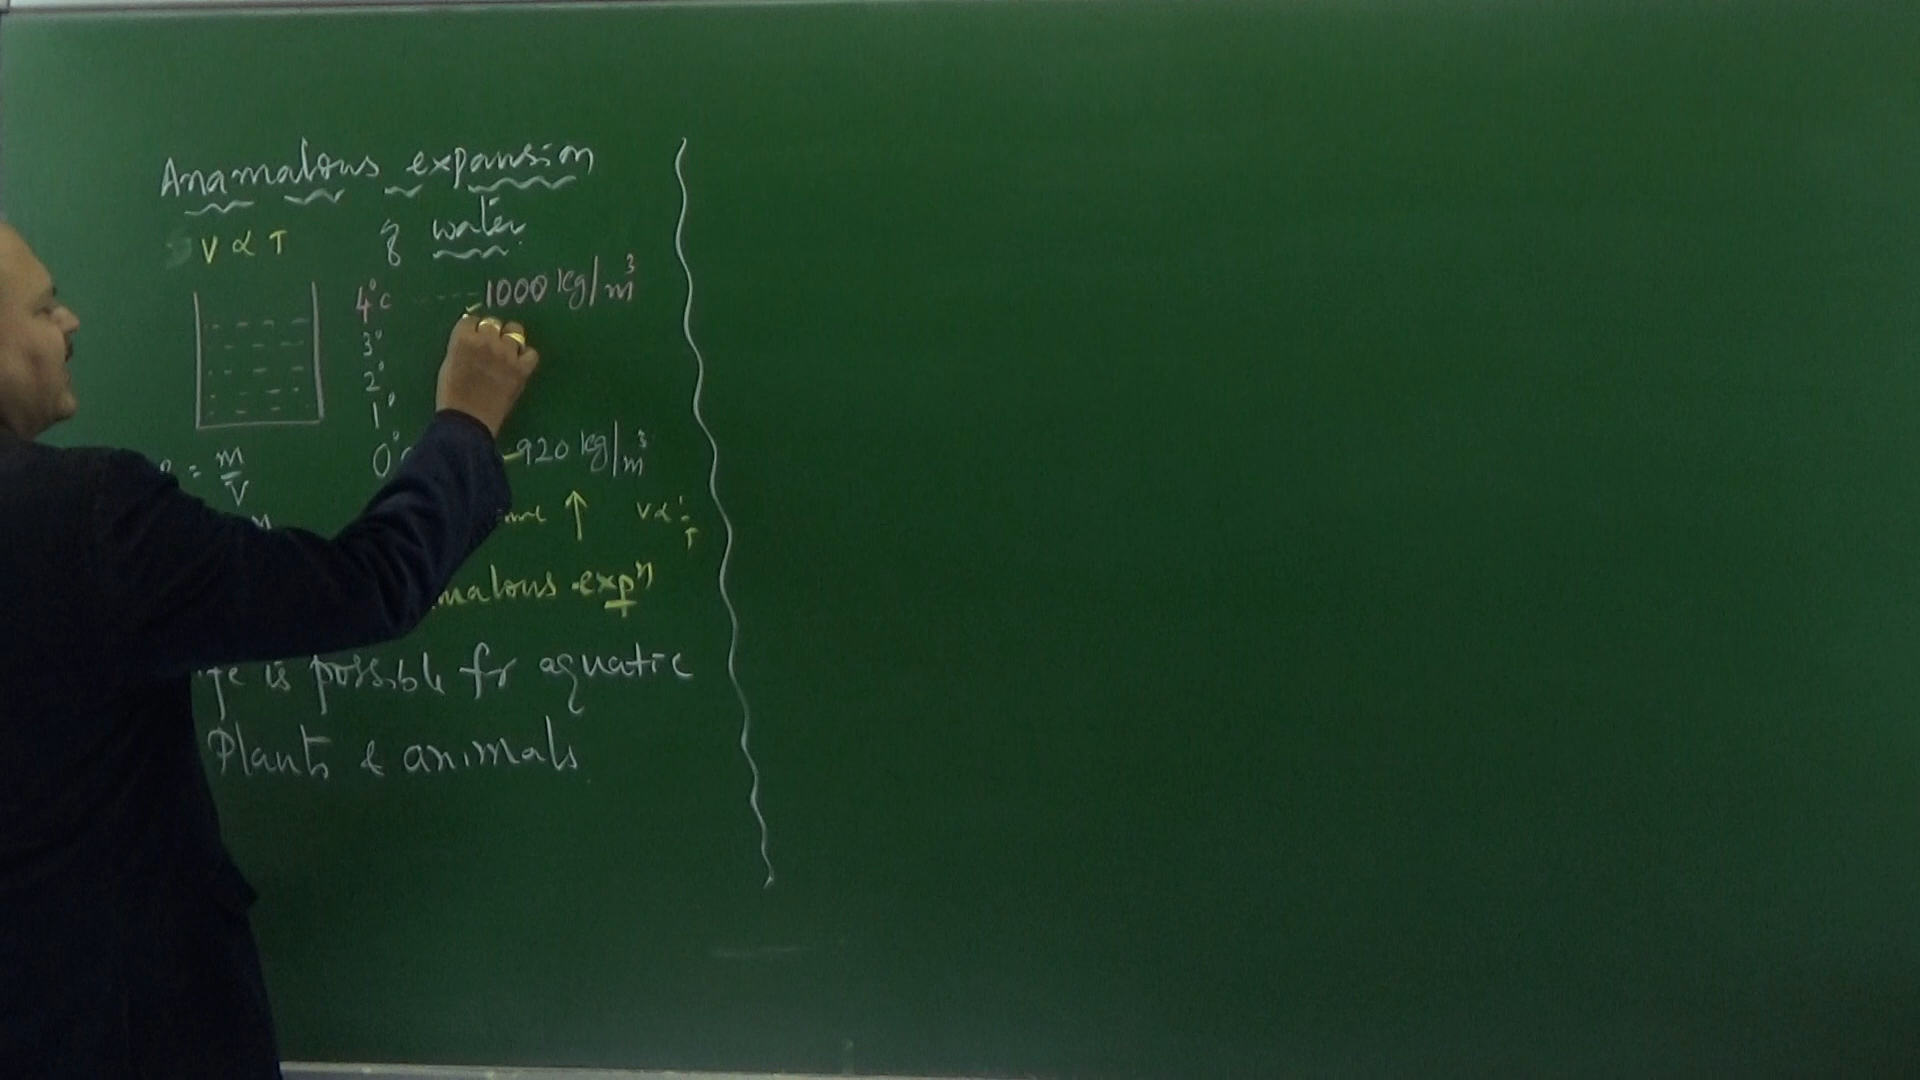 Anamalous expansion
V ∝ T
of water
4°c ---- 1000 kg/m³
3°
2°
1°
0° 920 kg/m³
= m/V
↑ V ∝ 1/T
malous expⁿ
is possible for aquatic
Plants & animals